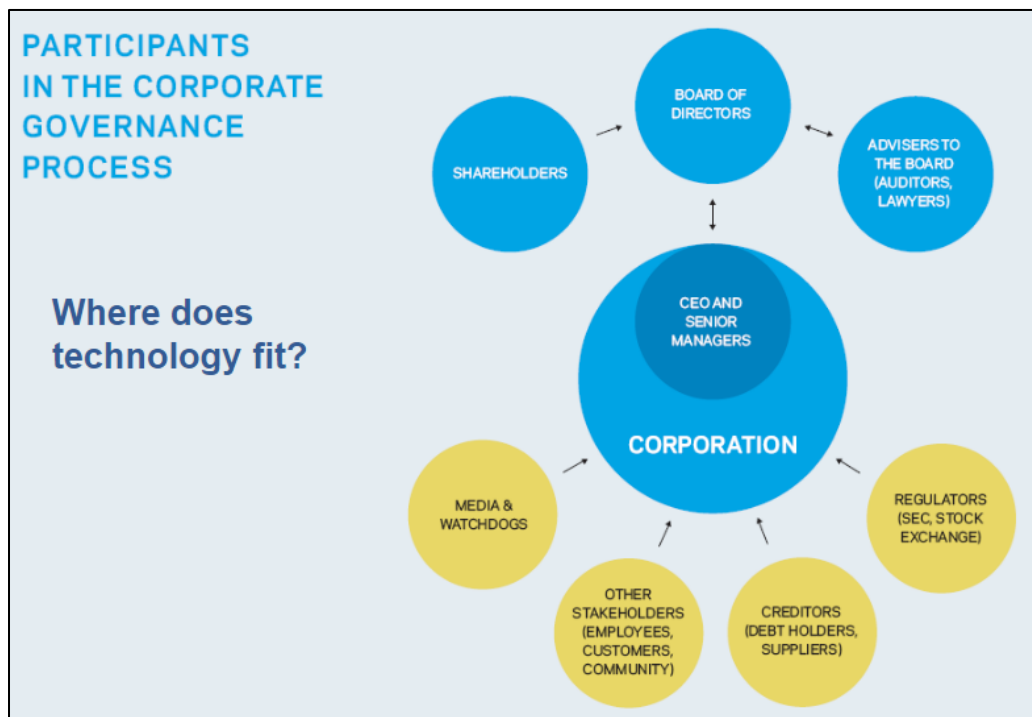 PARTICIPANTS
IN THE CORPORATE
GOVERNANCE
PROCESS
BOARD OF
DIRECTORS
SHAREHOLDERS
ADVISERS TO
THE BOARD
(AUDITORS,
LAWYERS)
Where does
technology fit?
CEO AND
SENIOR
MANAGERS
CORPORATION
MEDIA &
WATCHDOGS
REGULATORS
(SEC, STOCK
EXCHANGE)
OTHER
STAKEHOLDERS
(EMPLOYEES,
CUSTOMERS,
COMMUNITY)
CREDITORS
(DEBT HOLDERS,
SUPPLIERS)